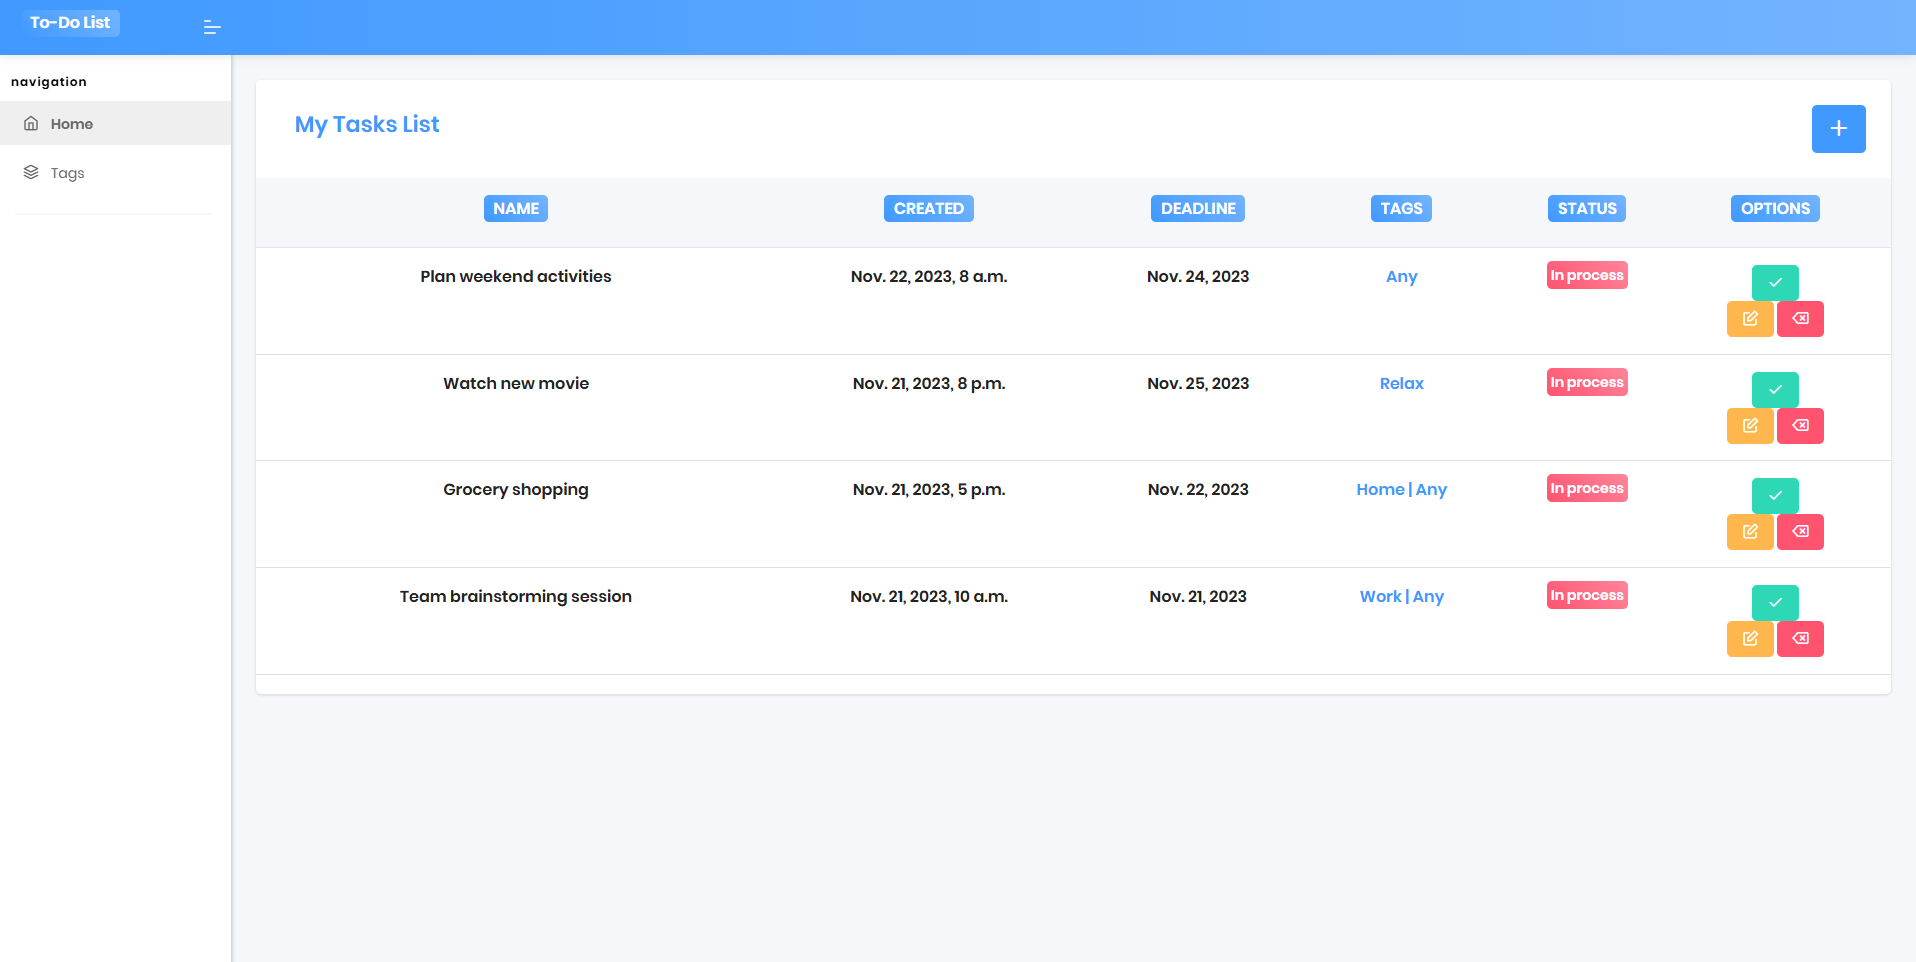 To-Do List
navigation
Home
Tags
My Tasks List
NAME CREATED DEADLINE TAGS STATUS OPTIONS
Plan weekend activities Nov. 22, 2023, 8 a.m. Nov. 24, 2023 Any In process
Watch new movie Nov. 21, 2023, 8 p.m. Nov. 25, 2023 Relax In process
Grocery shopping Nov. 21, 2023, 5 p.m. Nov. 22, 2023 Home | Any In process
Team brainstorming session Nov. 21, 2023, 10 a.m. Nov. 21, 2023 Work | Any In process